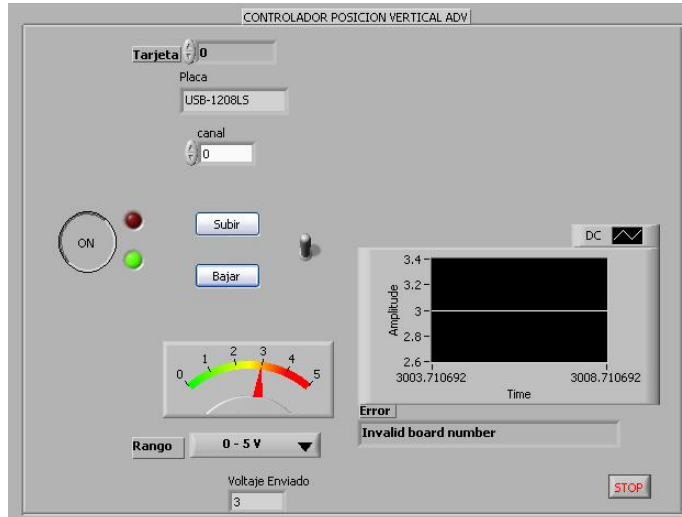 CONTROLADOR POSICION VERTICAL ADV
Tarjeta 0
Placa
USB-1208LS
canal
0
ON
Subir
Bajar
DC
3.4
3.2
3
2.8
2.6
Amplitude
3003.710692 3008.710692
Time
0 1 2 3 4 5
Error
Invalid board number
Rango 0 - 5 V
Voltaje Enviado
3
STOP